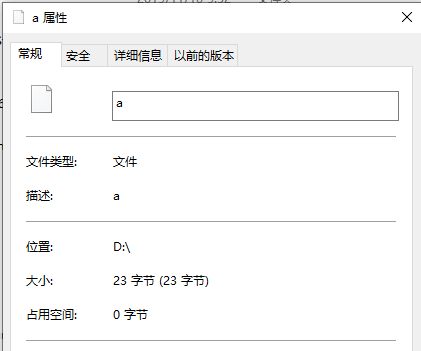 a 属性
常规 安全 详细信息 以前的版本
a
文件类型: 文件
描述: a
位置: D:\
大小: 23 字节 (23 字节)
占用空间: 0 字节